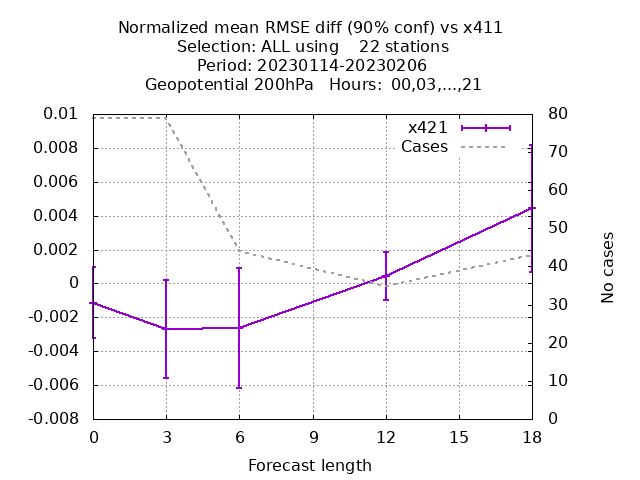 Normalized mean RMSE diff (90% conf) vs x411
Selection: ALL using    22 stations
Period: 20230114-20230206
Geopotential 200hPa   Hours:  00,03,...,21
x421
Cases
0.01
0.008
0.006
0.004
0.002
0
-0.002
-0.004
-0.006
-0.008
80
70
60
50
40
30
20
10
0
No cases
0 3 6 9 12 15 18
Forecast length